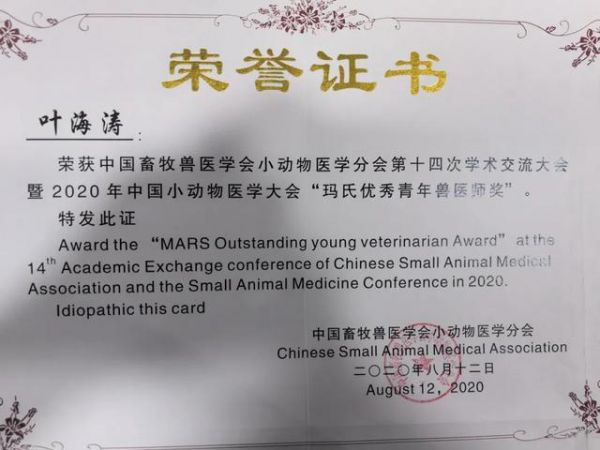 荣誉证书
叶海涛:
荣获中国畜牧兽医学会小动物医学分会第十四次学术交流大会
暨2020年中国小动物医学大会“玛氏优秀青年兽医师奖”。
特发此证
Award the “MARS Outstanding young veterinarian Award” at the
14th Academic Exchange conference of Chinese Small Animal Medical
Association and the Small Animal Medicine Conference in 2020.
Idiopathic this card
中国畜牧兽医学会小动物医学分会
Chinese Small Animal Medical Association
二〇二〇年八月十二日
August 12, 2020